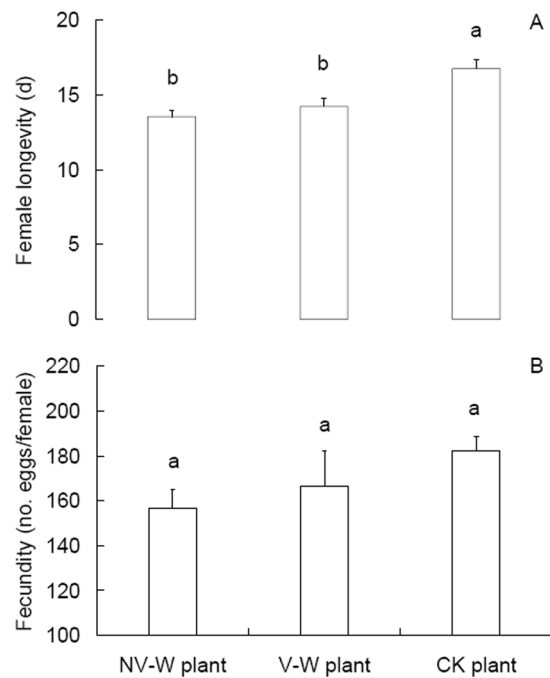 A
20
15
10
5
0
Female longevity (d)
b
b
a
B
220
200
180
160
140
120
100
Fecundity (no. eggs/female)
a
a
a
NV-W plant
V-W plant
CK plant